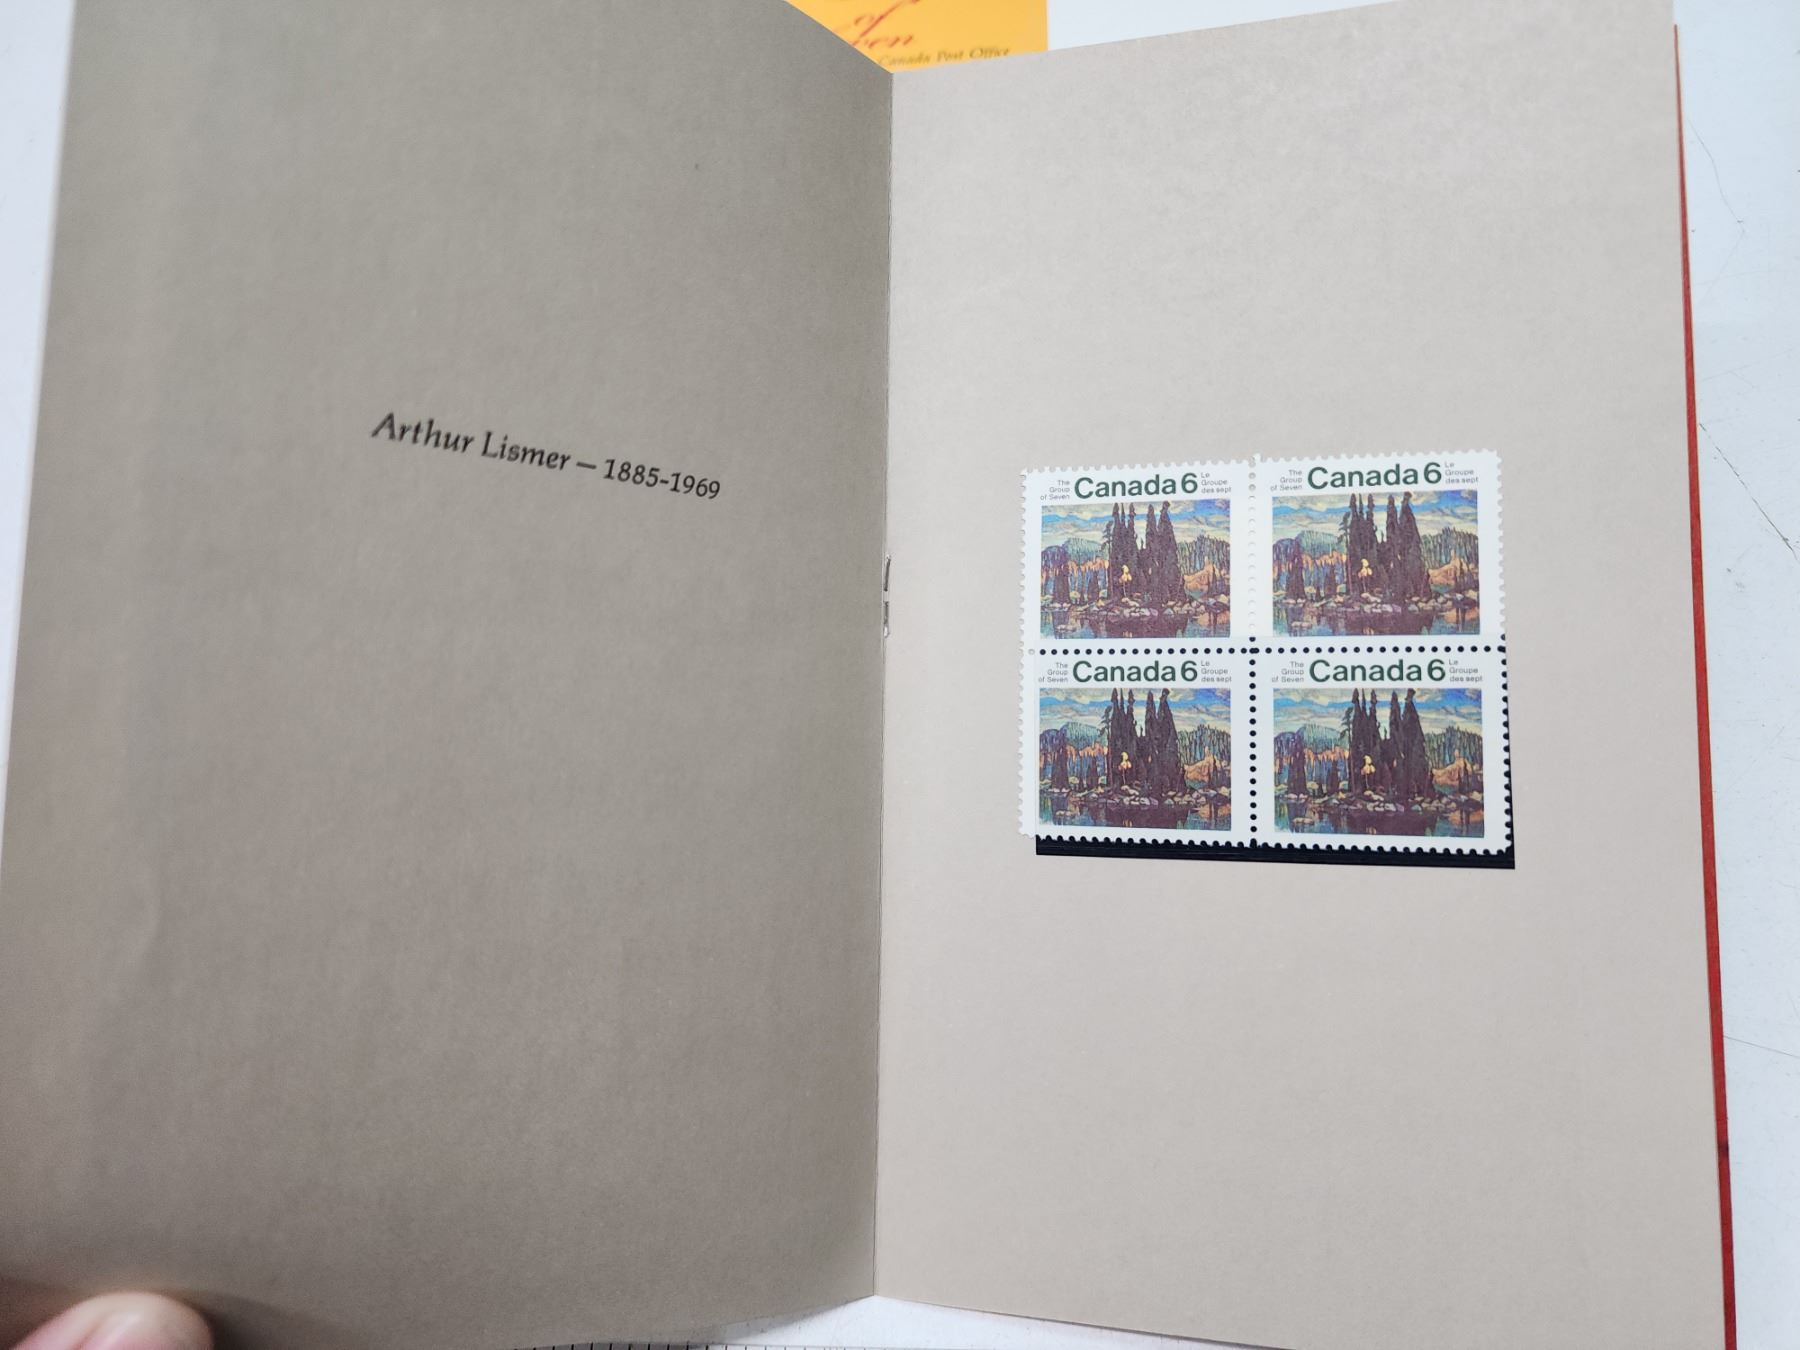 of
Canada Post Office
Arthur Lismer — 1885-1969
The
Group
of Seven
Canada 6
Le
Groupe
des sept
The
Group
of Seven
Canada 6
Le
Groupe
des sept
The
Group
of Seven
Canada 6
Le
Groupe
des sept
The
Group
of Seven
Canada 6
Le
Groupe
des sept